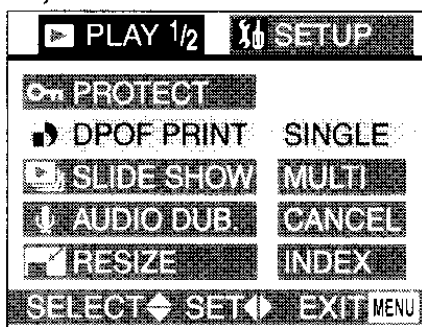 PLAY 1/2 SETUP
PROTECT
DPOF PRINT SINGLE
SLIDE SHOW MULTI
AUDIO DUB. CANCEL
RESIZE INDEX
SELECT SET EXIT MENU